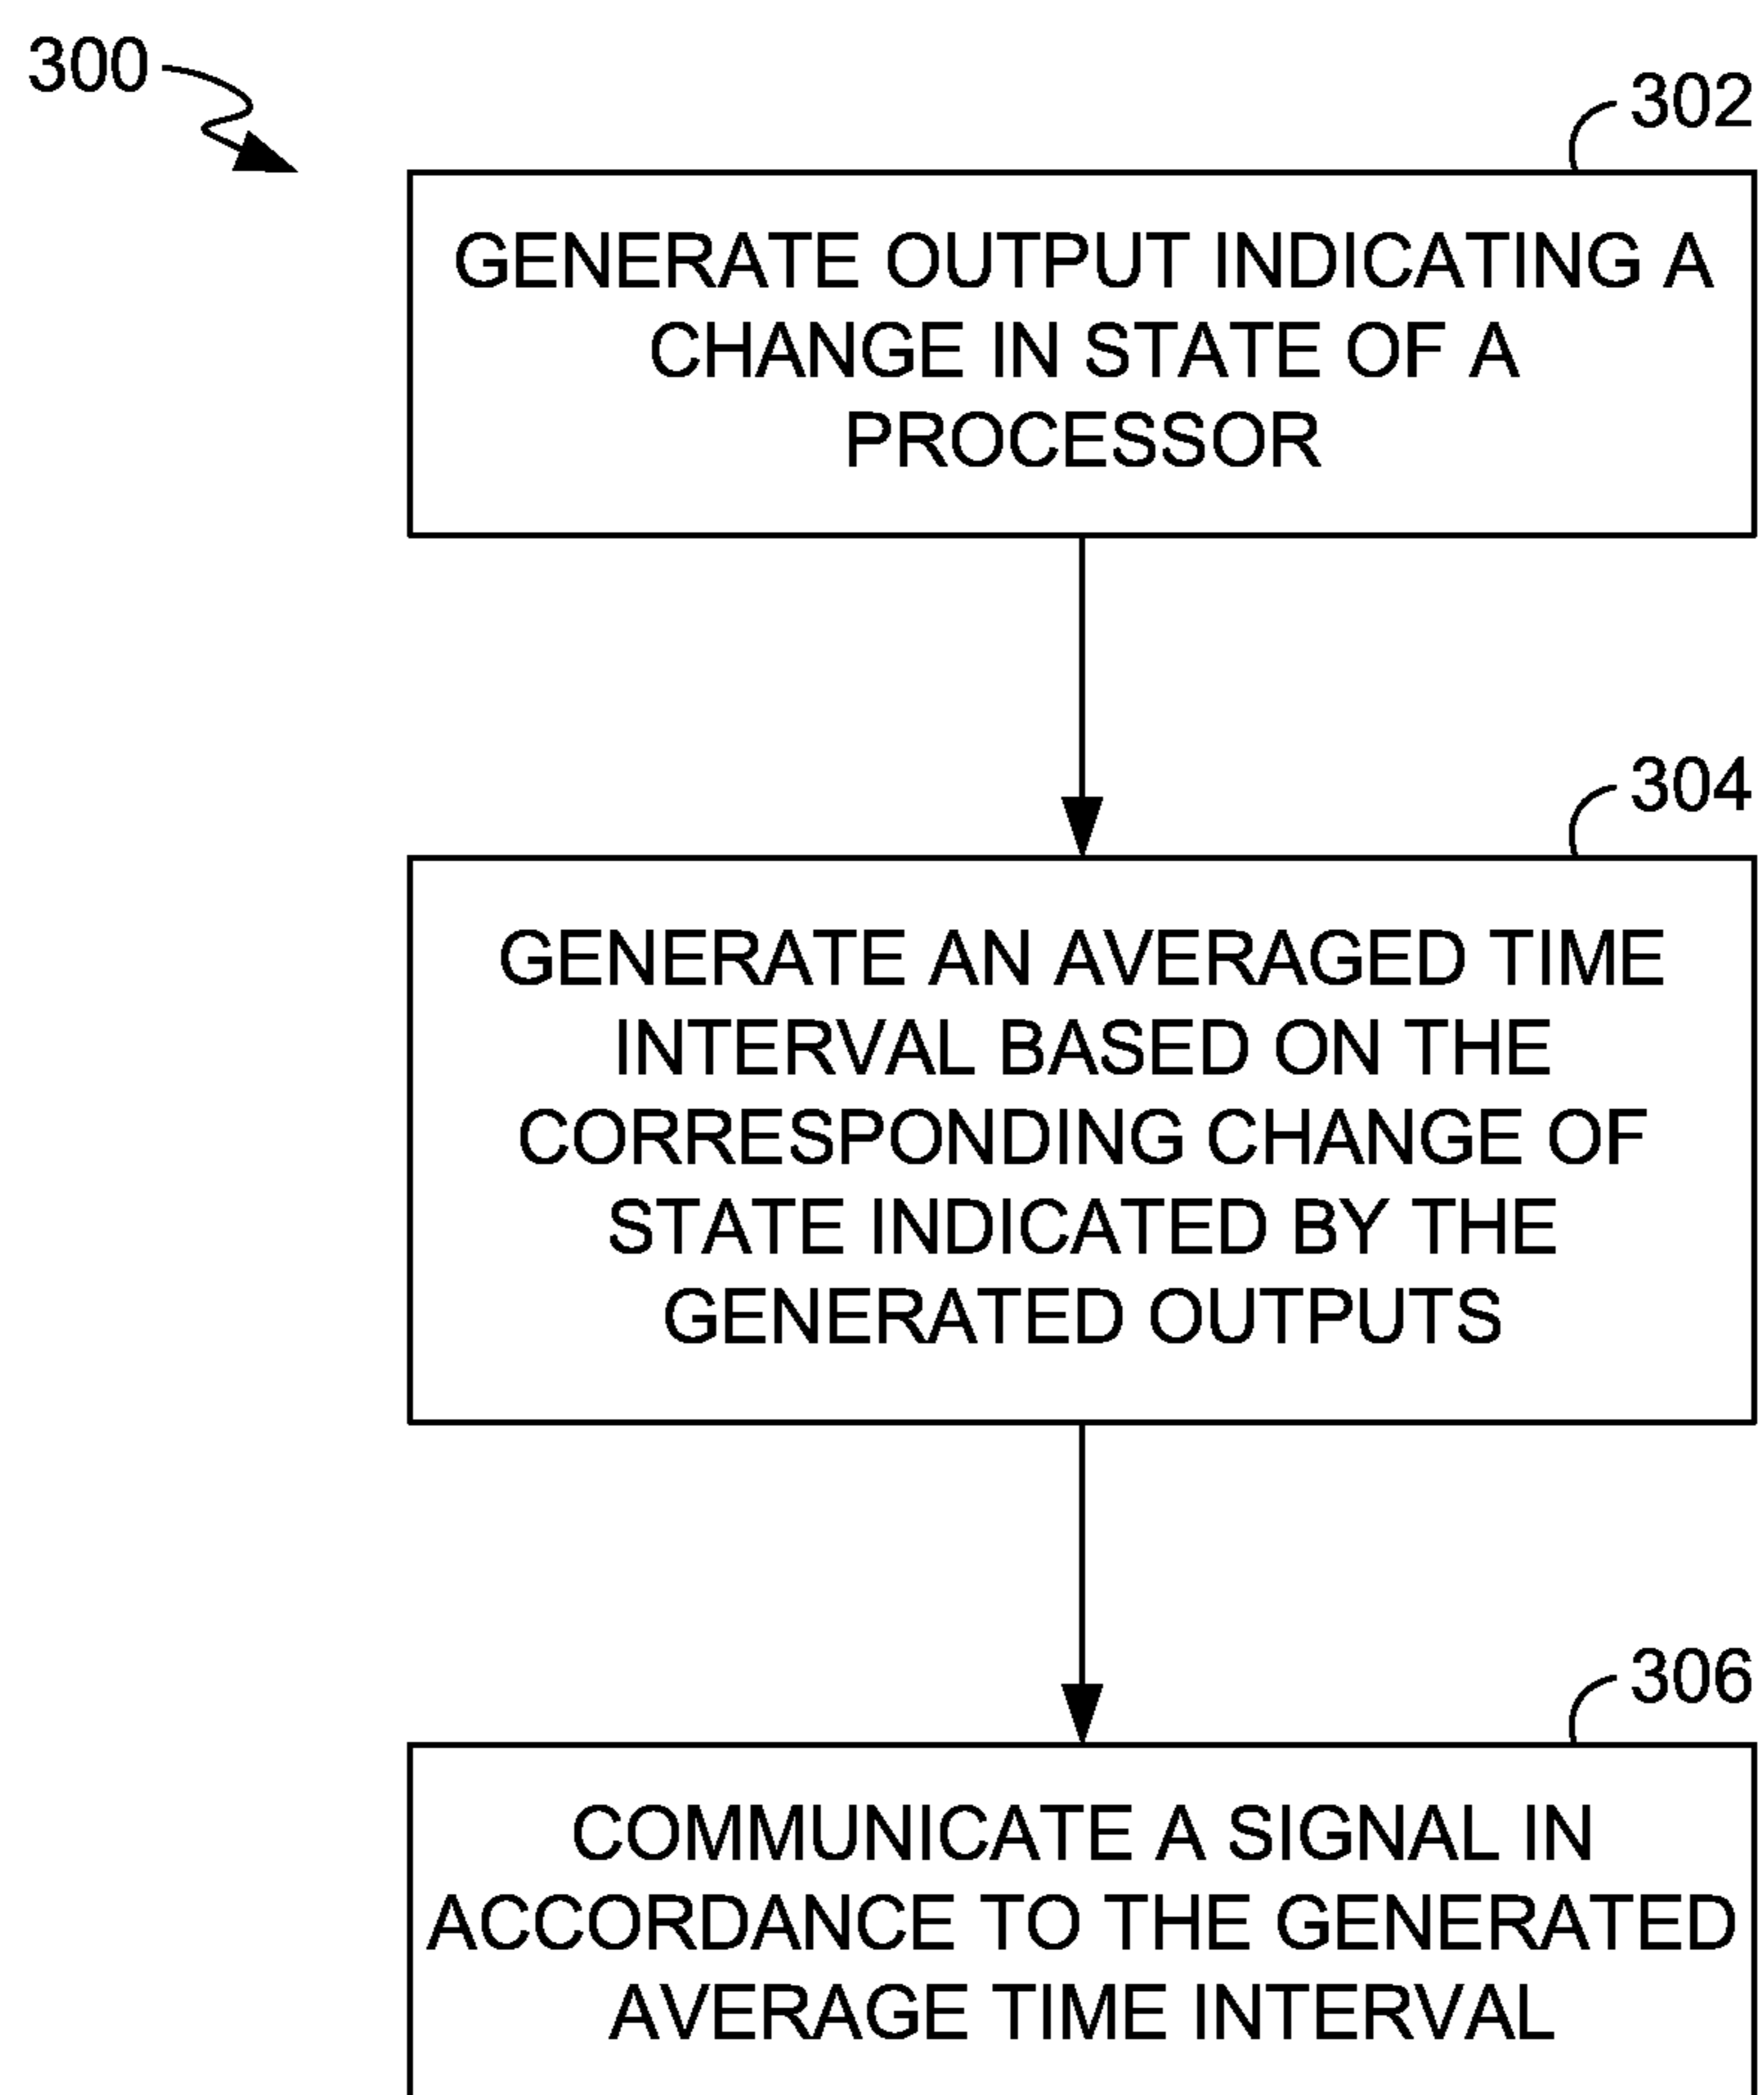 300
302
GENERATE OUTPUT INDICATING A
CHANGE IN STATE OF A
PROCESSOR
304
GENERATE AN AVERAGED TIME
INTERVAL BASED ON THE
CORRESPONDING CHANGE OF
STATE INDICATED BY THE
GENERATED OUTPUTS
306
COMMUNICATE A SIGNAL IN
ACCORDANCE TO THE GENERATED
AVERAGE TIME INTERVAL